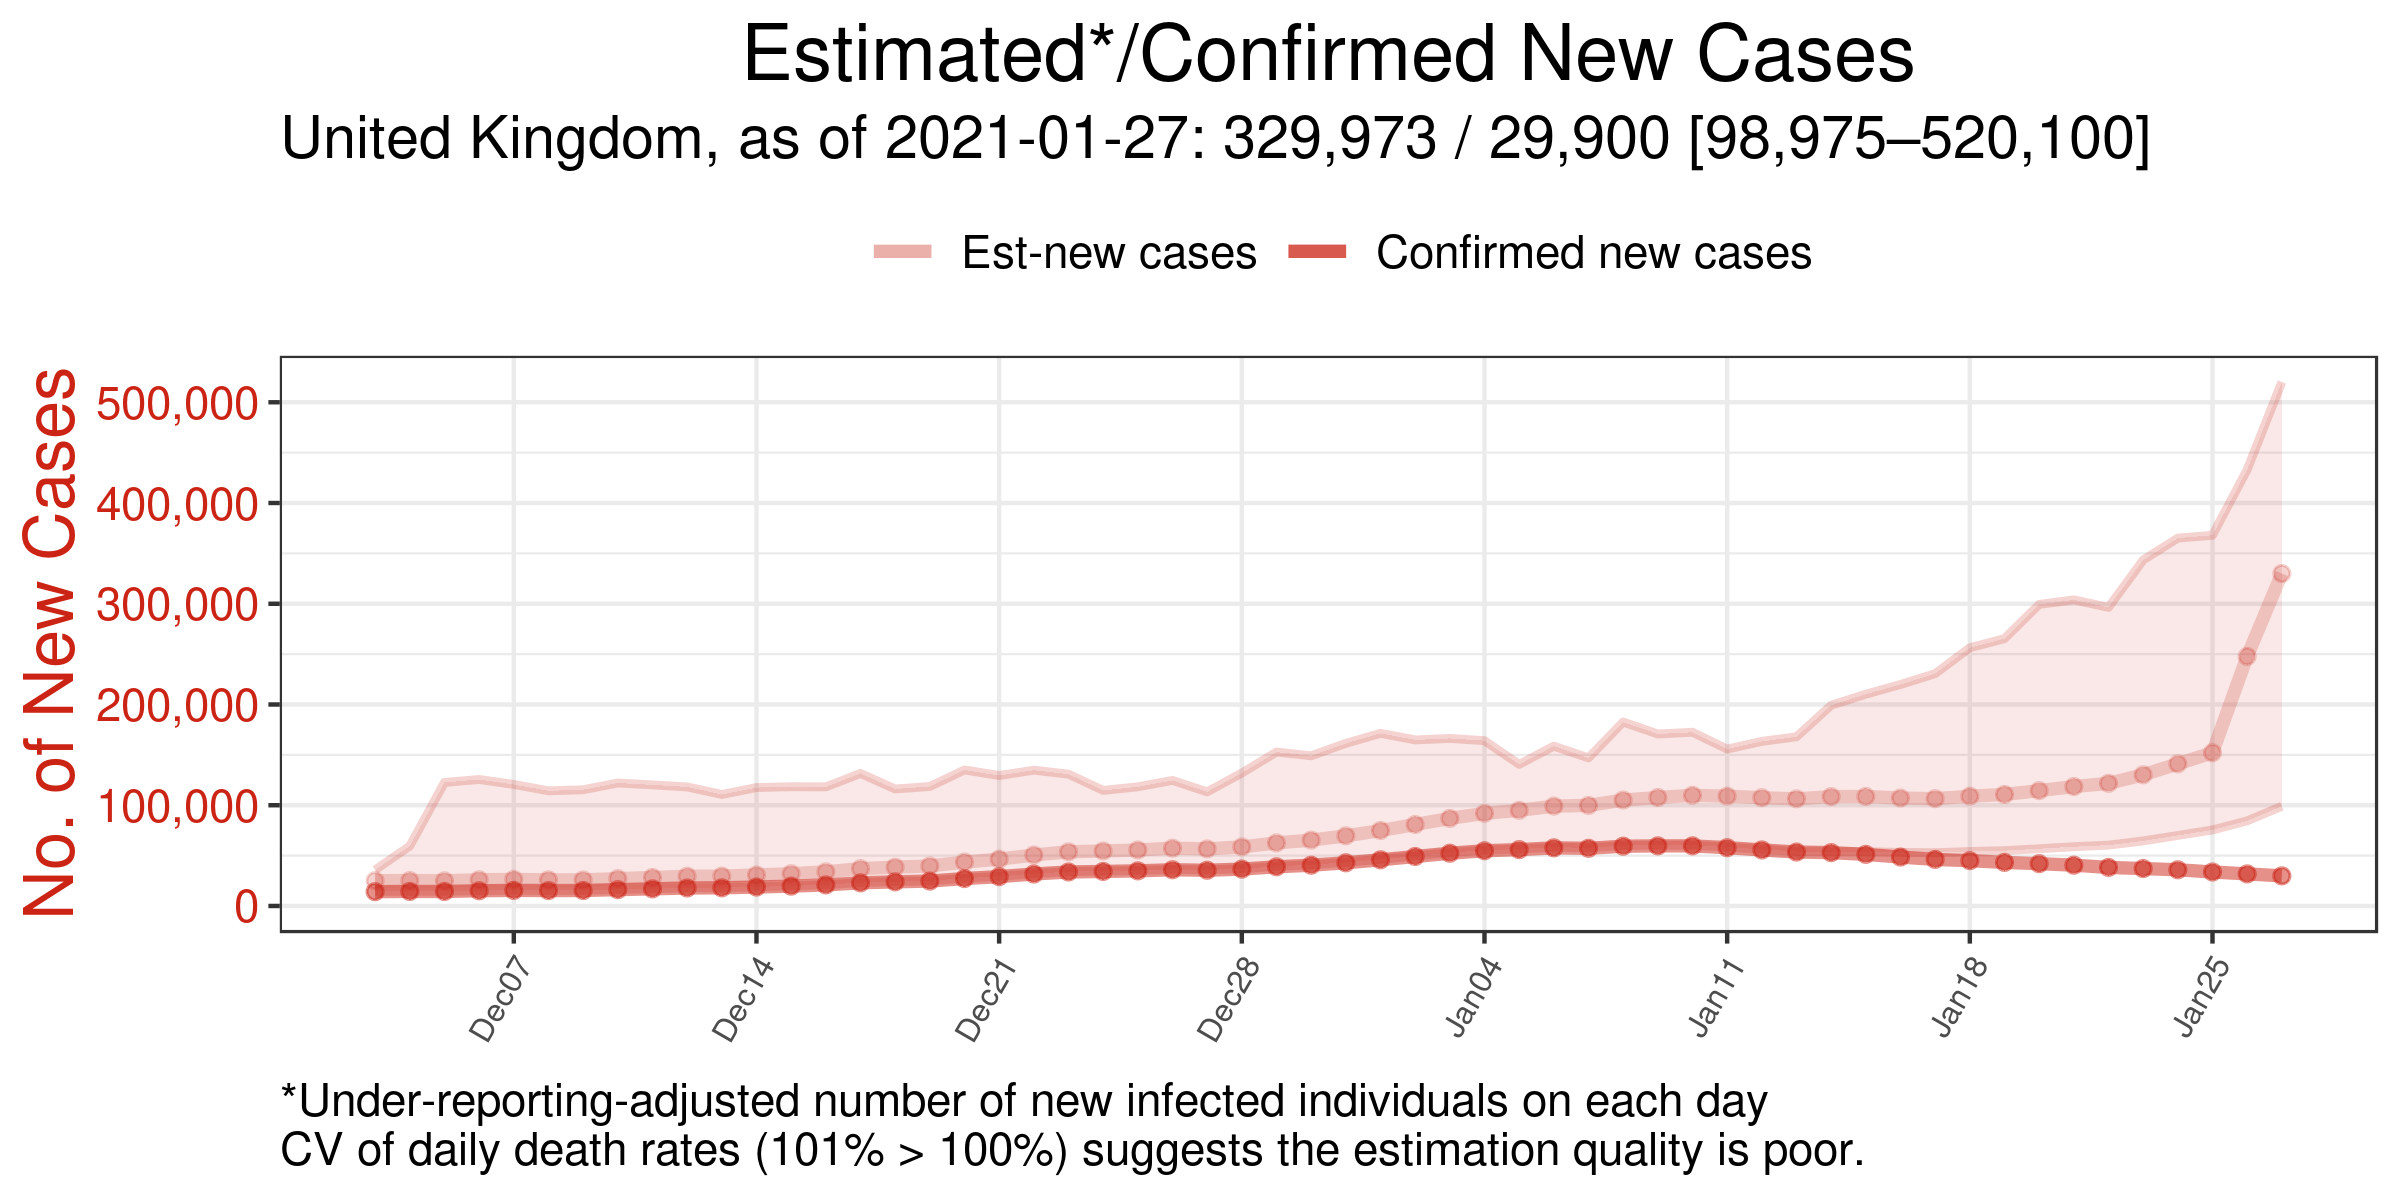 Estimated*/Confirmed New Cases
United Kingdom, as of 2021-01-27: 329,973 / 29,900 [98,975–520,100]
Est-new cases
Confirmed new cases
No. of New Cases
500,000
400,000
300,000
200,000
100,000
0
Dec07
Dec14
Dec21
Dec28
Jan04
Jan11
Jan18
Jan25
*Under-reporting-adjusted number of new infected individuals on each day
CV of daily death rates (101% > 100%) suggests the estimation quality is poor.